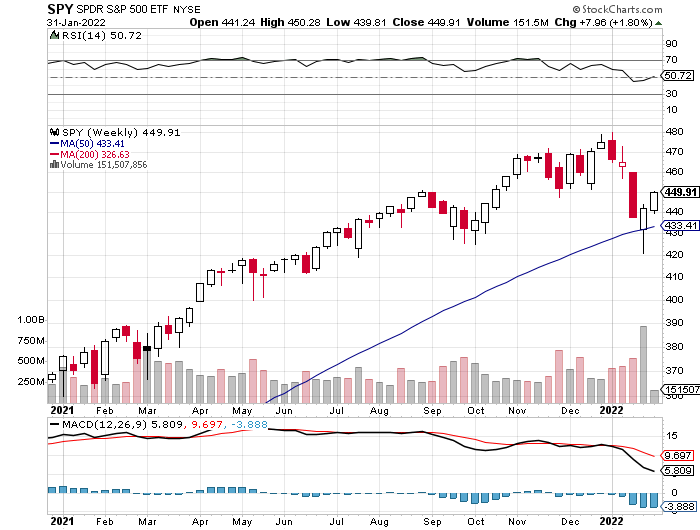 SPY SPDR S&P 500 ETF NYSE © StockCharts.com
31-Jan-2022 Open 441.24 High 450.28 Low 439.81 Close 449.91 Volume 151.5M Chg +7.96 (+1.80%)
RSI(14) 50.72
90
70
50.72
30
10
SPY (Weekly) 449.91
MA(50) 433.41
MA(200) 326.63
Volume 151,507,856
480
470
460
449.91
440
433.41
430
420
410
400
390
380
370
360
1.00B
750M
500M
250M
151507
2021 Feb Mar Apr May Jun Jul Aug Sep Oct Nov Dec 2022
MACD(12,26,9) 5.809, 9.697, -3.888
15
9.697
5.809
0
-3.888
2021 Feb Mar Apr May Jun Jul Aug Sep Oct Nov Dec 2022